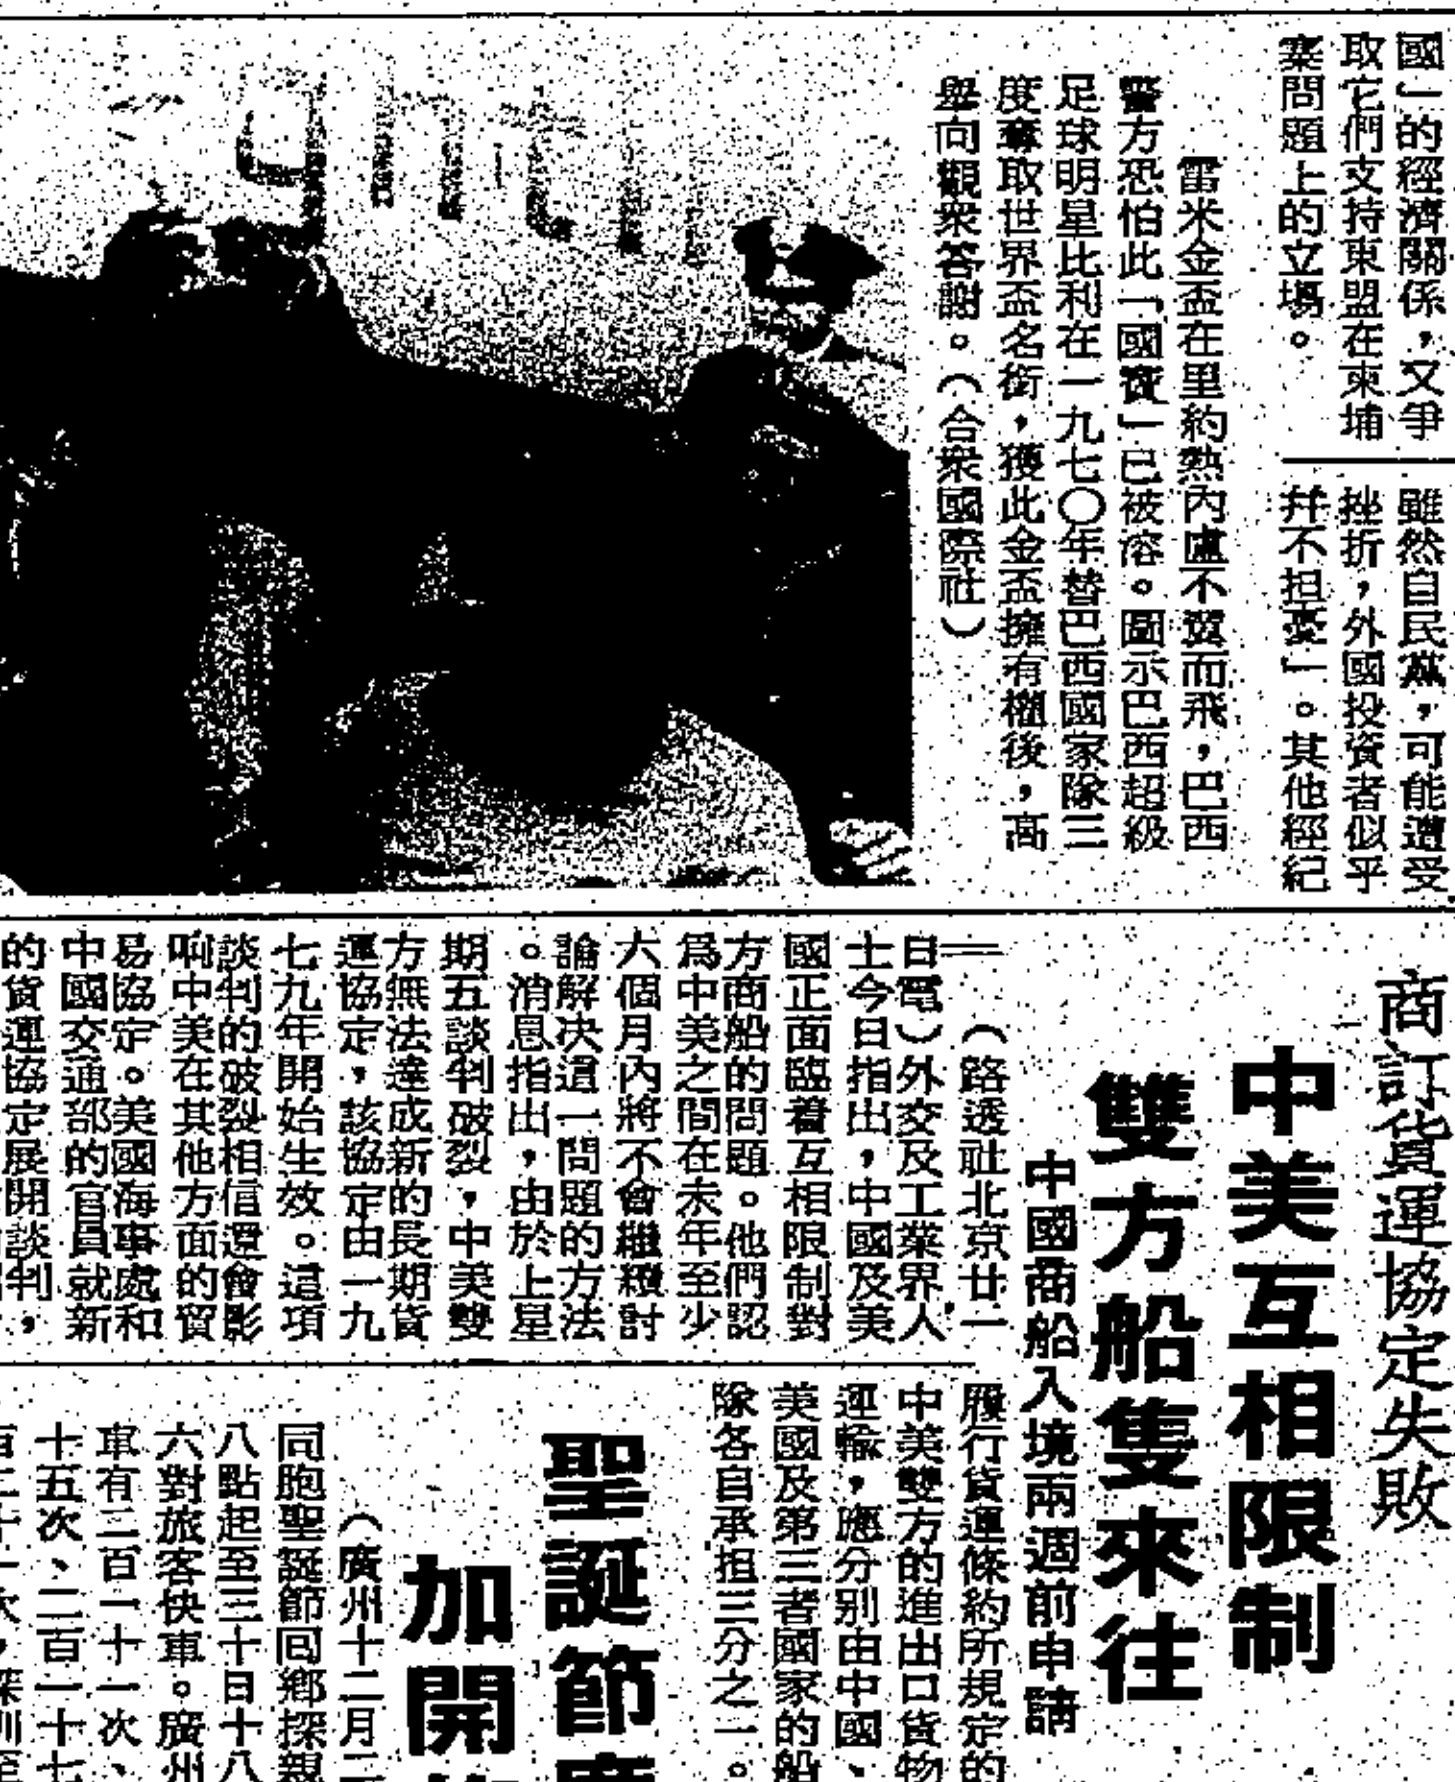 國」的經濟關係，又爭
取它們支持東盟在柬埔
寨問題上的立場。
雖然自民黨，可能遭受
挫折，外國投資者似乎
幷不担憂」。其他經紀
雷米金盃在里約熱內盧不翼而飛，巴西
警方恐怕此「國寶」已被溶。圖示巴西超級
足球明星比利在一九七〇年替巴西國家隊三
度奪取世界盃名銜，獲此金盃擁有權後，高
舉向觀衆答謝。（合衆國際社）
商訂貨運協定失敗
中美互相限制
雙方船隻來往
中國商船入境兩週前申請
（路透社北京廿一
日電）外交及工業界人
士今日指出，中國及美
國正面臨着互相限制對
方商船的問題。他們認
爲中美之間在未年至少
六個月內將不會繼續討
論解决這一問題的方法
。消息指出，由於上星
期五談判破裂，中美雙
方無法達成新的長期貨
運協定，該協定由一九
七九年開始生效。這項
談判的破裂相信還會影
响中美在其他方面的貿
易協定。美國海事處和
中國交通部的官員就新
的貨運協定展開談判，
履行貨運條約所規定的
中美雙方的進出口貨物
運輸，應分别由中國、
美國及第三者國家的船
隊各自承担三分之一。
聖誕節
加開
（廣州十二月二
同胞聖誕節囘鄉探親
八點起至三十日十八
六對旅客快車。廣州
車有二百一十一次、
十五次、二百一十七